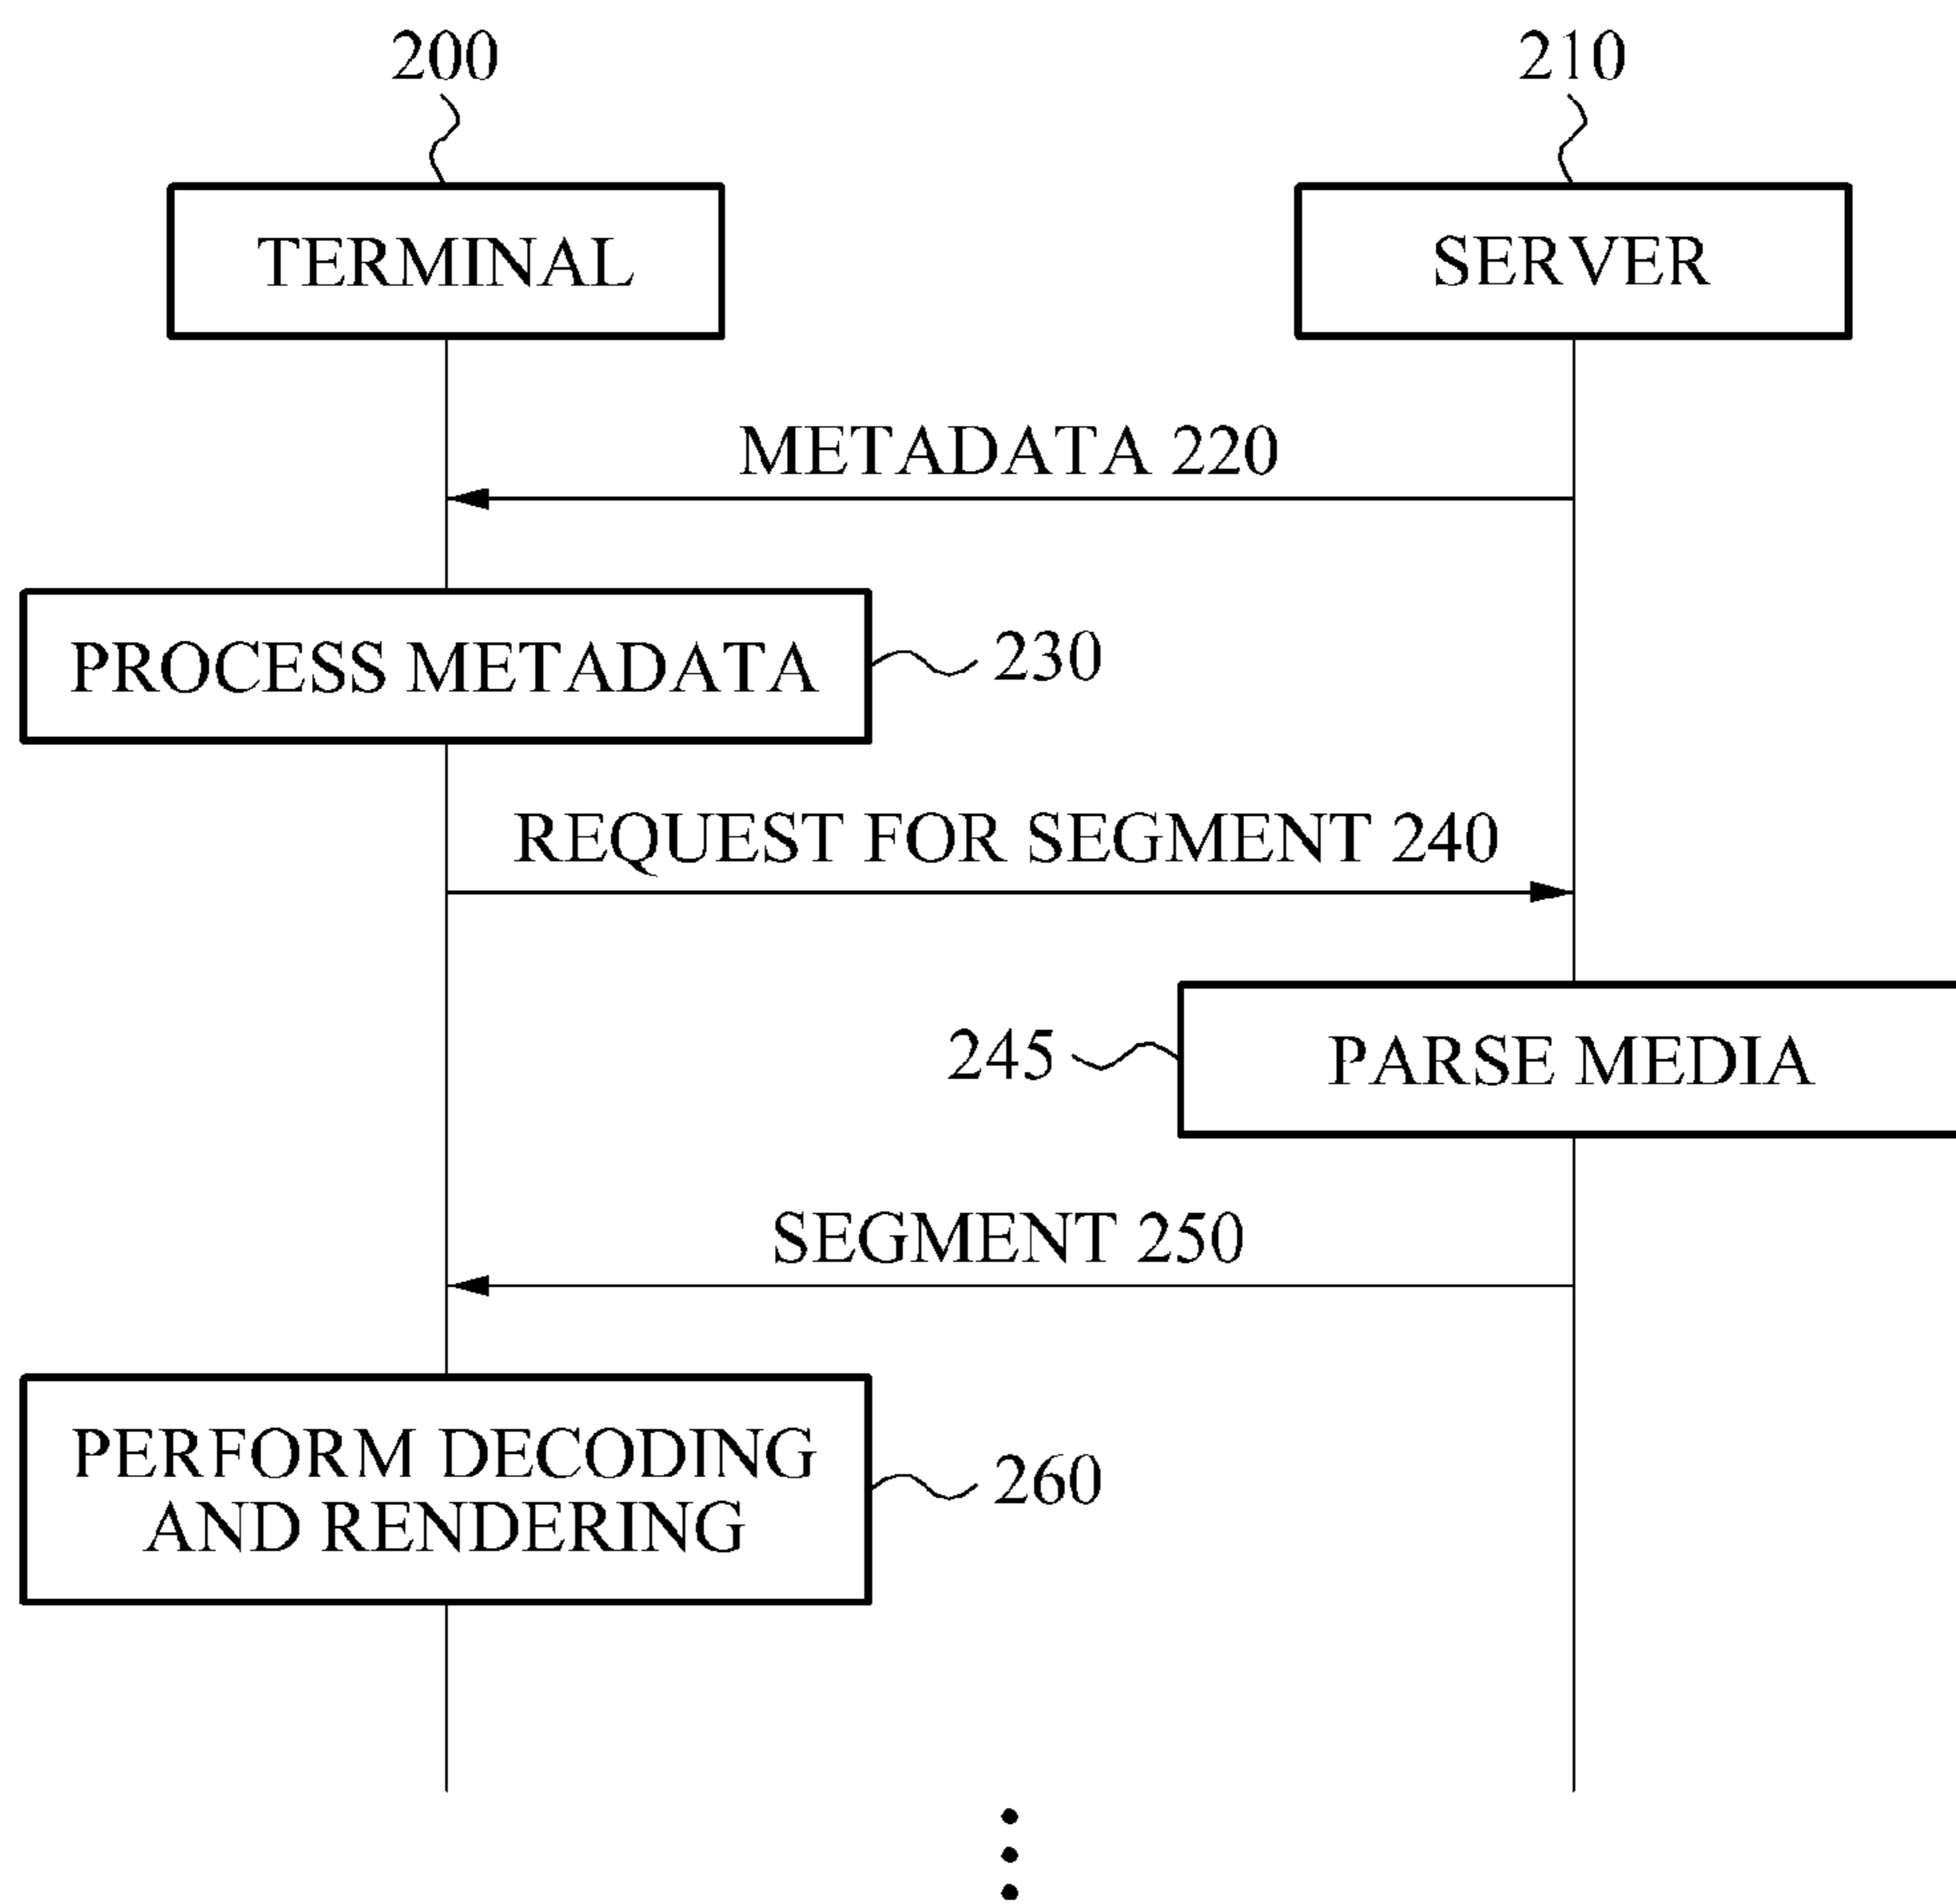 200
210
TERMINAL
SERVER
METADATA 220
PROCESS METADATA
230
REQUEST FOR SEGMENT 240
245
PARSE MEDIA
SEGMENT 250
PERFORM DECODING
AND RENDERING
260